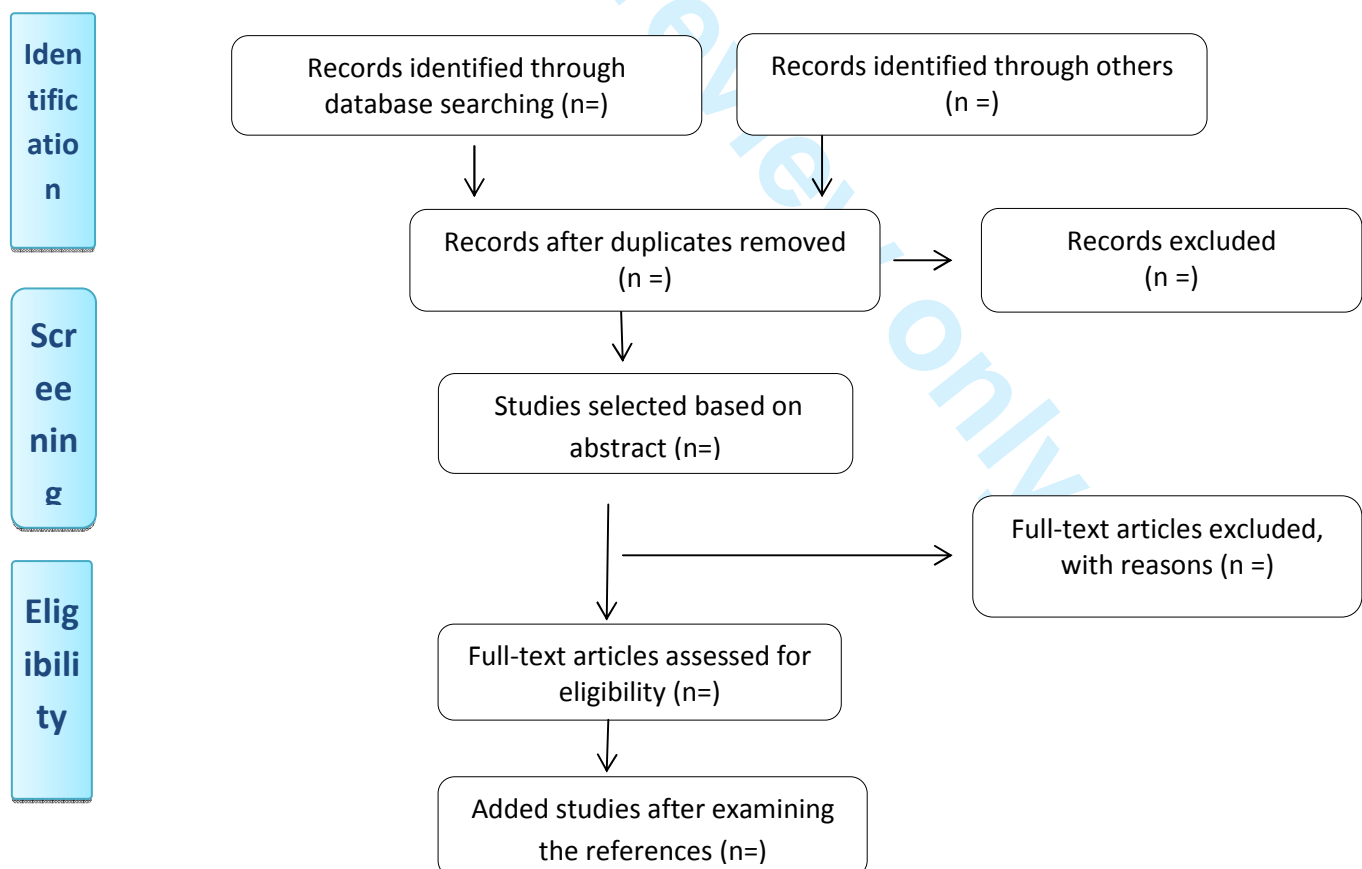 Iden
tific
atio
n
Records identified through
database searching (n=)
Records identified through others
(n =)
Records after duplicates removed
(n =)
Records excluded
(n =)
Scr
ee
nin
g
Studies selected based on
abstract (n=)
Full-text articles excluded,
with reasons (n =)
Elig
ibili
ty
Full-text articles assessed for
eligibility (n=)
Added studies after examining
the references (n=)
review only